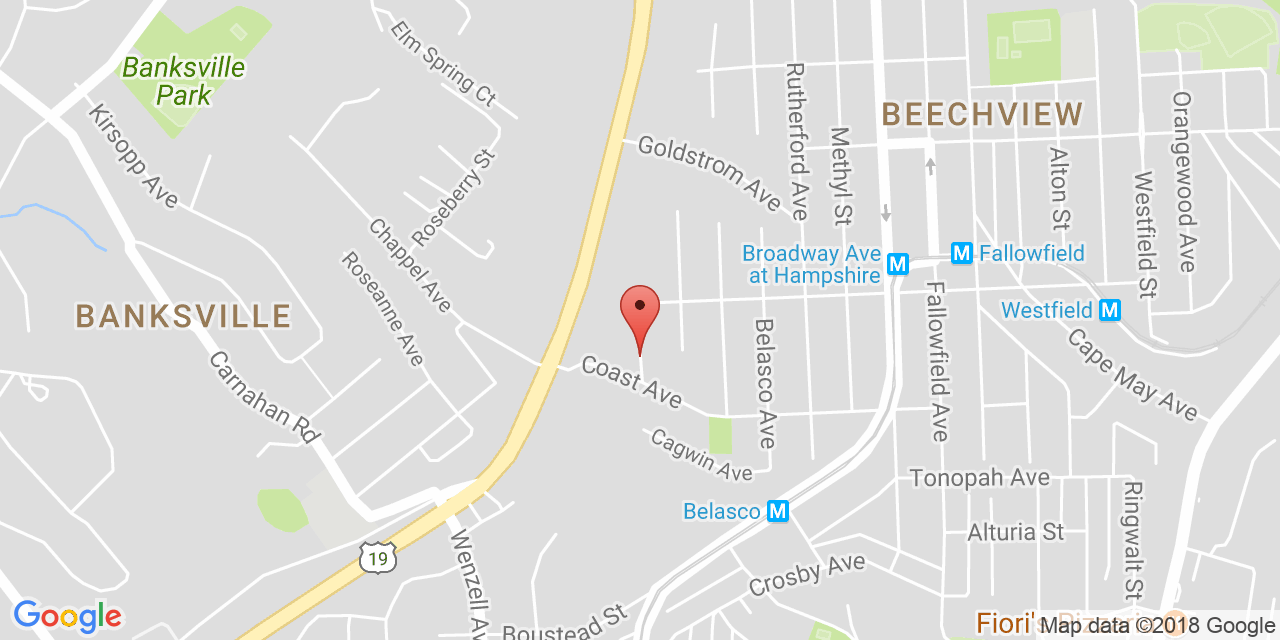 Elm Spring Ct
Banksville
Park
Kirsopp Ave
Roseberry St
Chappel Ave
Roseanne Ave
BANKSVILLE
Carnahan Rd
Goldstrom Ave
Rutherford Ave
Methyl St
BEECHVIEW
Alton St
Westfield St
Orangewood Ave
Broadway Ave
at Hampshire
M
M
Fallowfield
Westfield
M
Belasco Ave
Fallowfield Ave
Cape May Ave
Coast Ave
Cagwin Ave
Tonopah Ave
Belasco
M
Ringwalt St
Alturia St
19
Wenzell Av
Crosby Ave
Boustead St
Google
Fiori's Pizzaria
Map data ©2018 Google